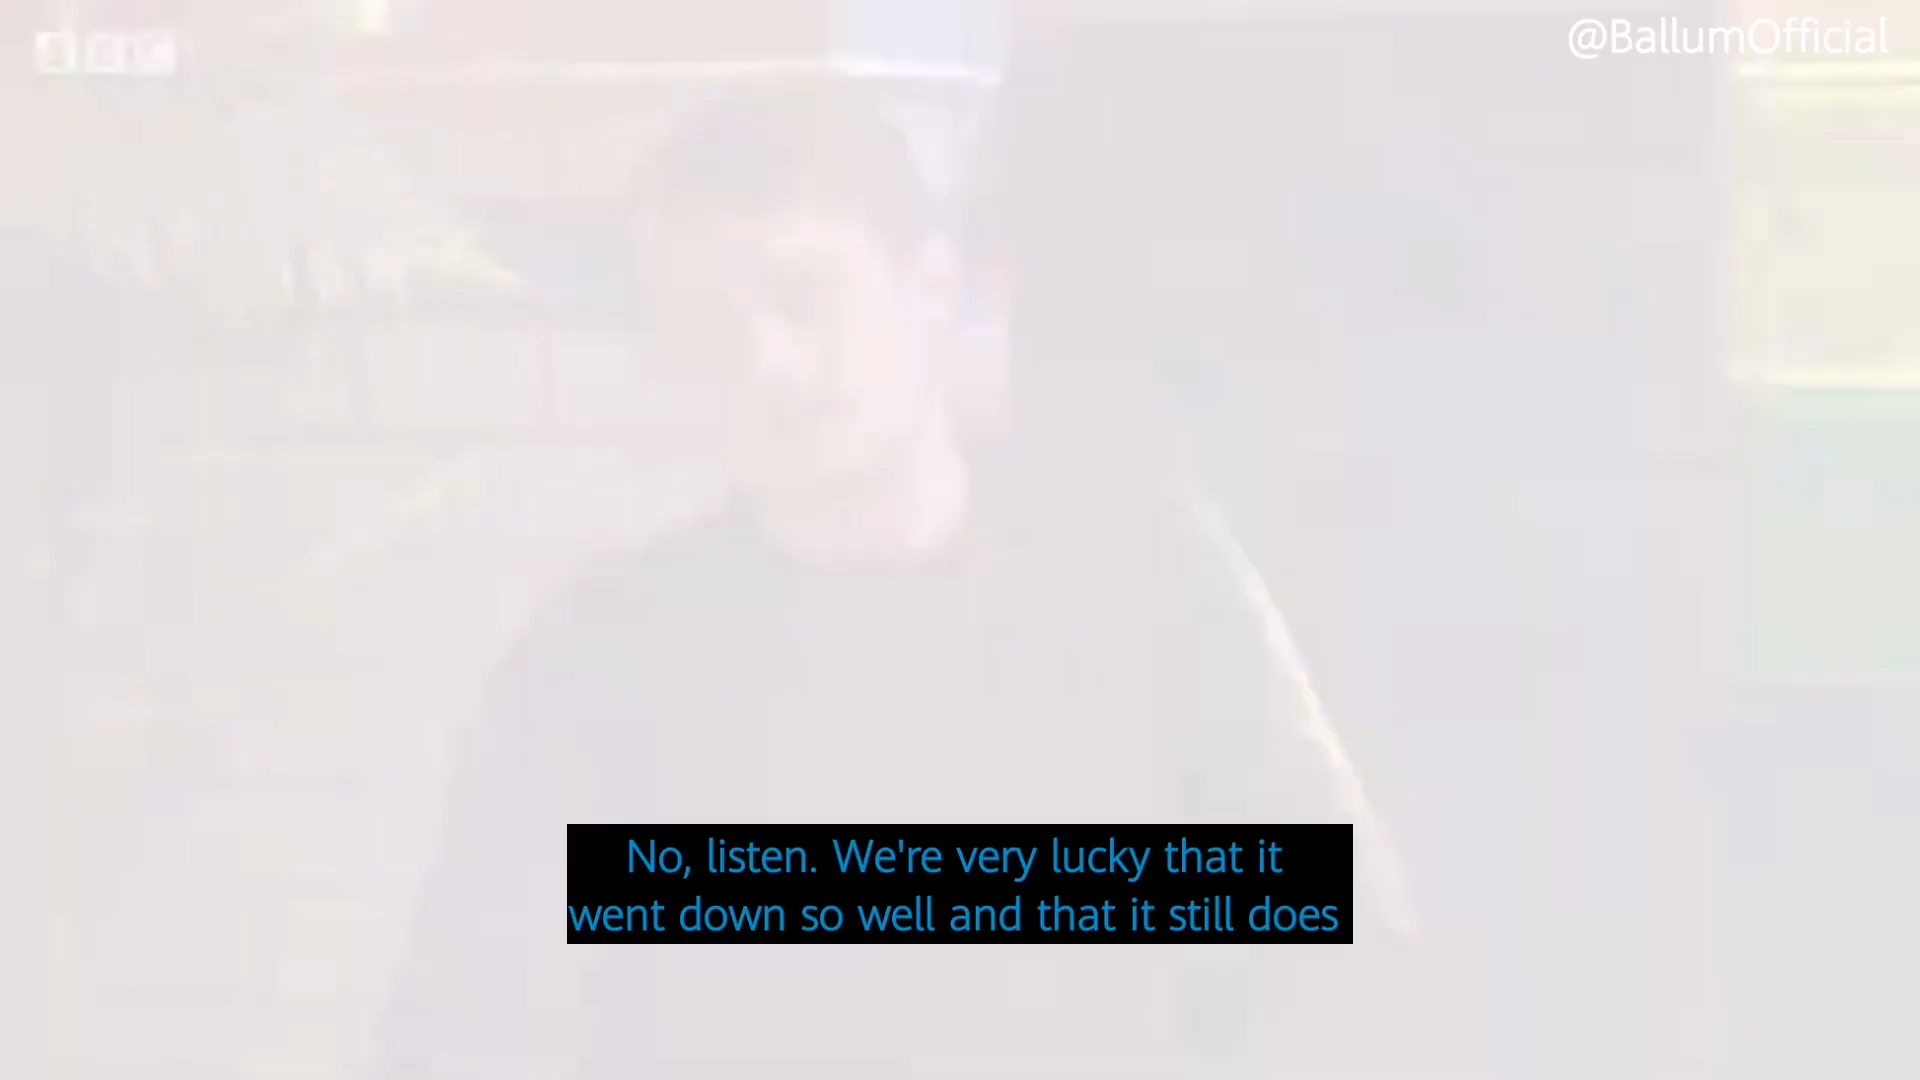 @BallumOfficial
No, listen. We're very lucky that it
went down so well and that it still does